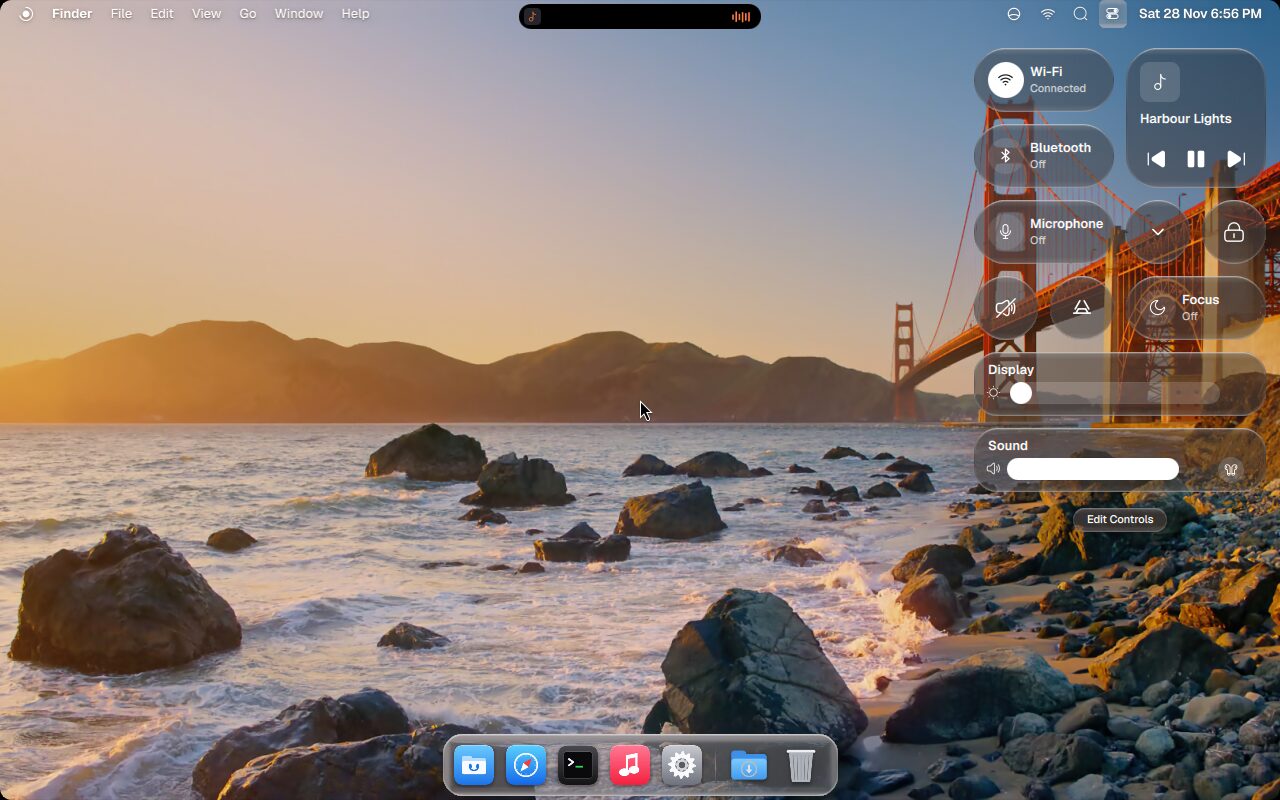 Finder File Edit View Go Window Help Sat 28 Nov 6:56 PM
Wi-Fi
Connected
Harbour Lights
Bluetooth
Off
Microphone
Off
Focus
Off
Display
Sound
Edit Controls